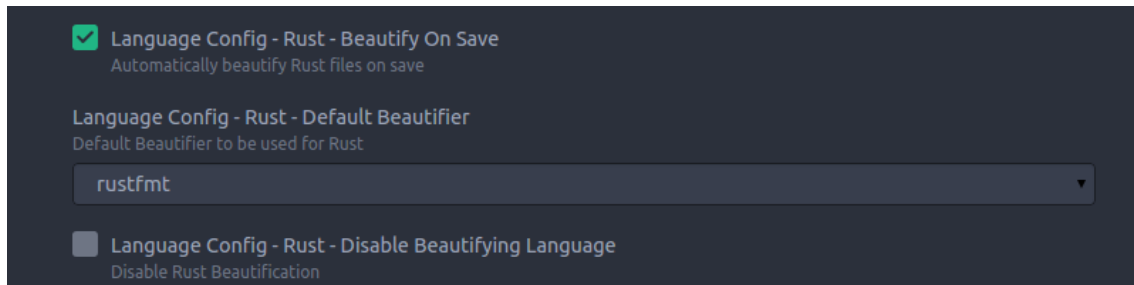 Language Config - Rust - Beautify On Save
Automatically beautify Rust files on save
Language Config - Rust - Default Beautifier
Default Beautifier to be used for Rust
rustfmt
Language Config - Rust - Disable Beautifying Language
Disable Rust Beautification